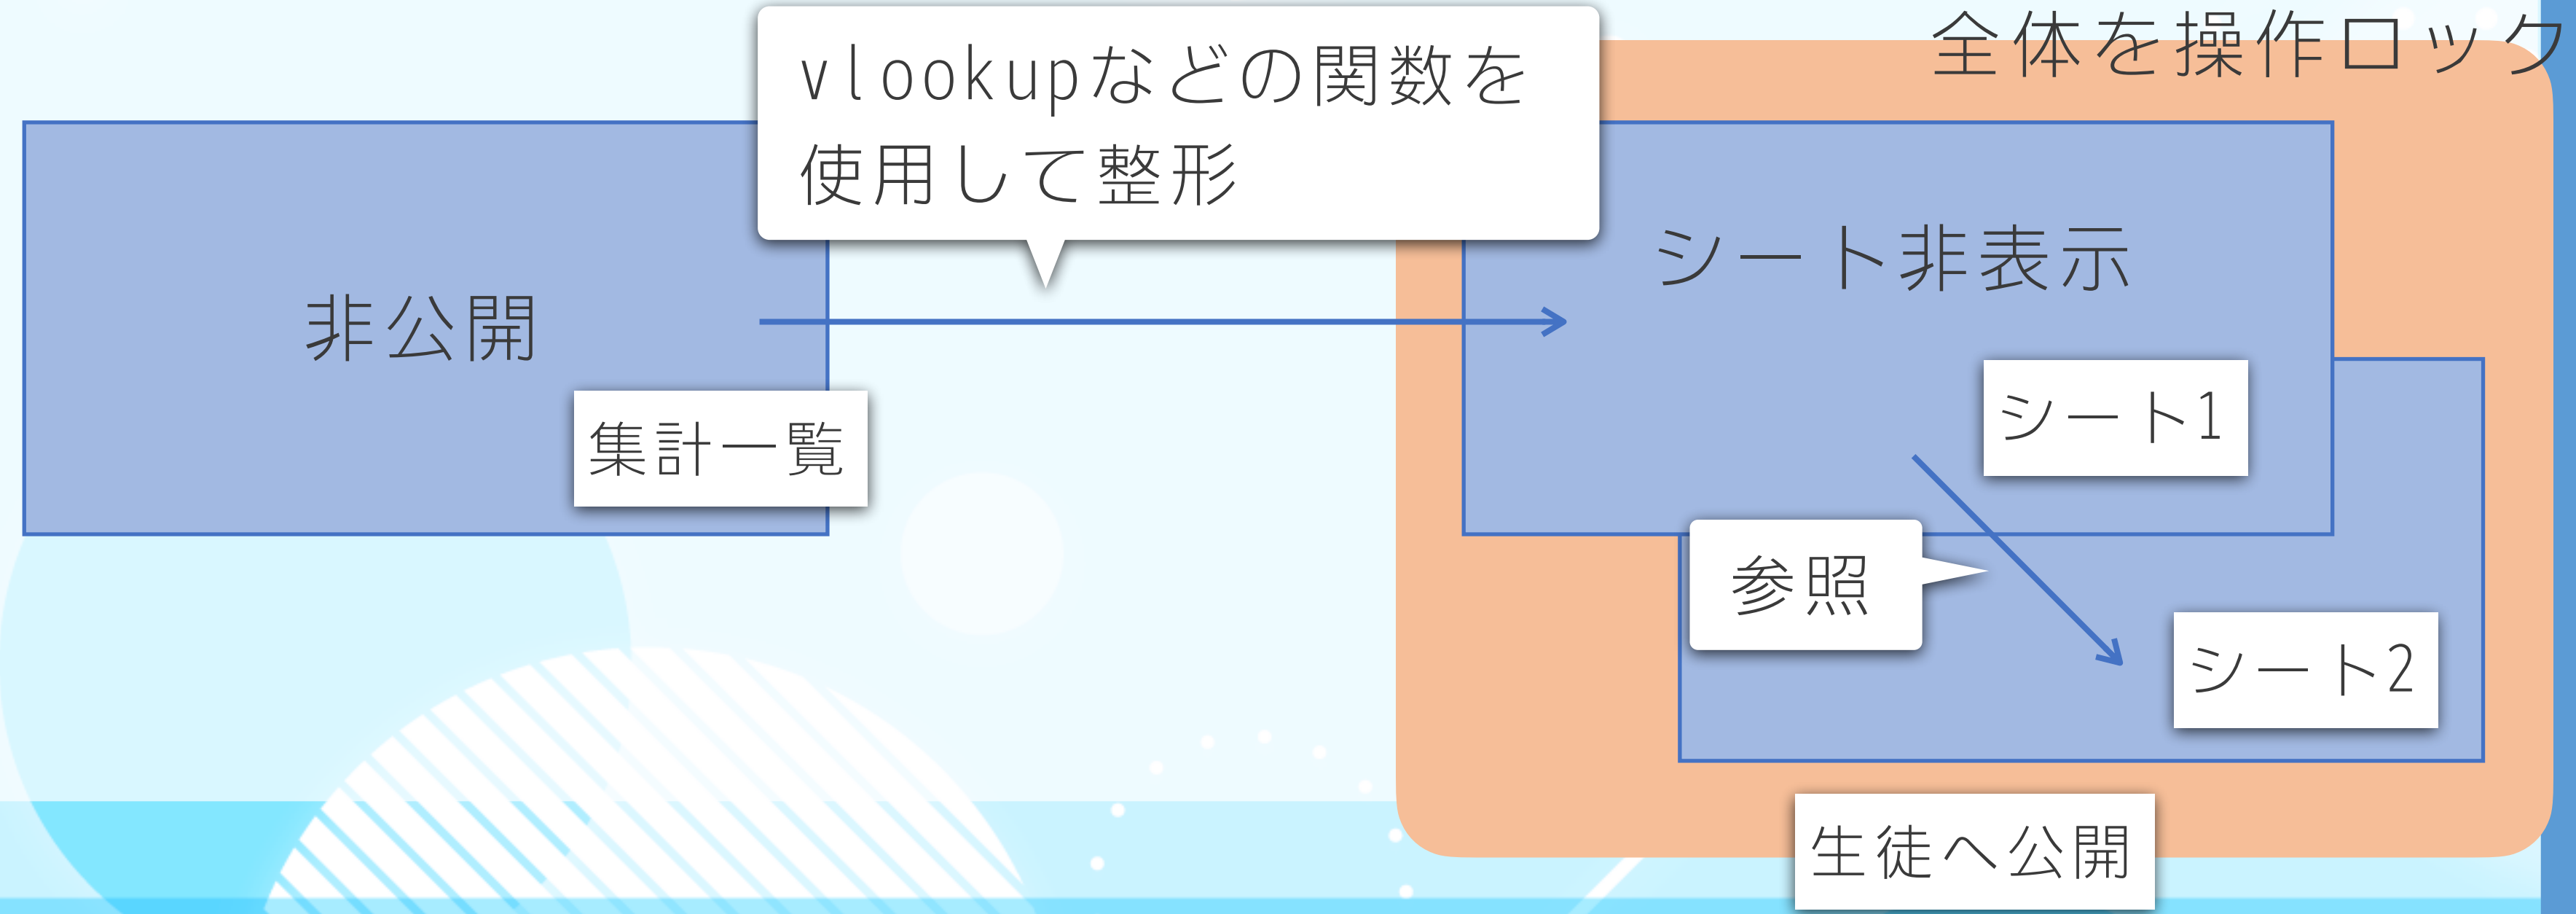 全体を操作ロック
vlookupなどの関数を
使用して整形
非公開
集計一覧
シート非表示
シート1
参照
シート2
生徒へ公開